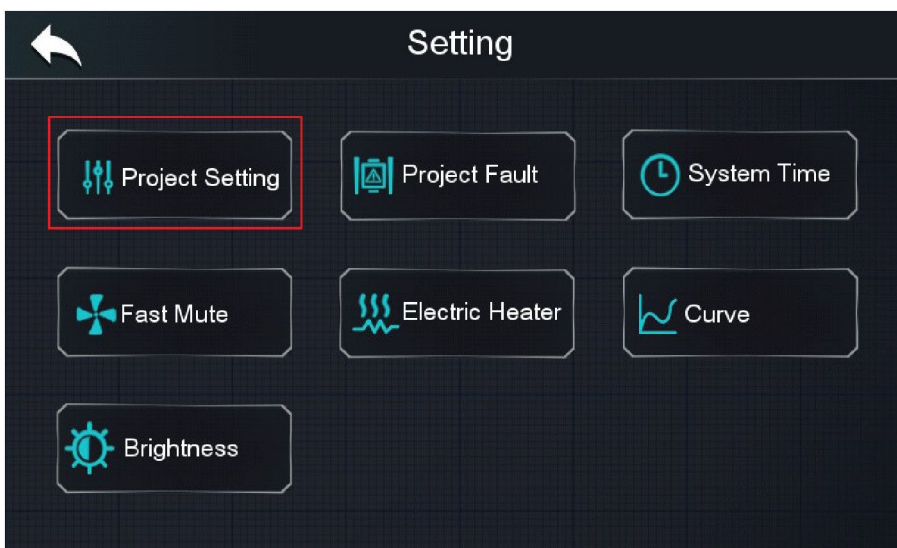 Setting
Project Setting
Project Fault
System Time
Fast Mute
Electric Heater
Curve
Brightness